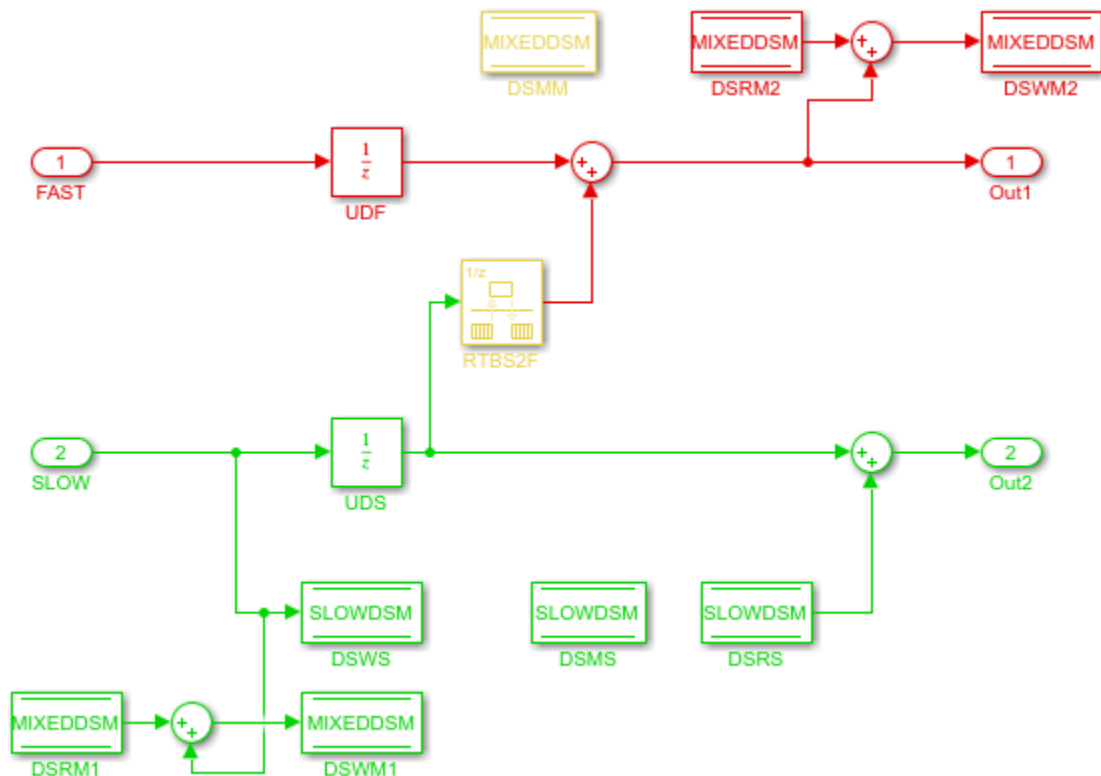 MIXEDDSM
DSMM
MIXEDDSM
DSRM2
++
MIXEDDSM
DSWM2
1
FAST
1
z
UDF
++
1
Out1
1/z
RTBS2F
2
SLOW
1
z
UDS
++
2
Out2
SLOWDSM
DSWS
SLOWDSM
DSMS
SLOWDSM
DSRS
MIXEDDSM
DSRM1
++
MIXEDDSM
DSWM1